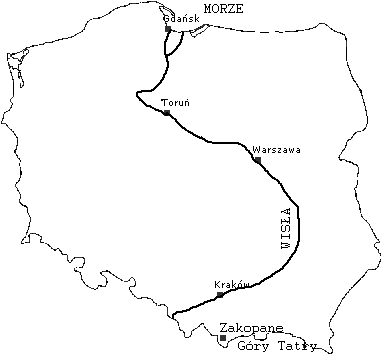 MORZE
Gdańsk
Toruń
Warszawa
WISŁA
Kraków
Zakopane
Góry Tatry